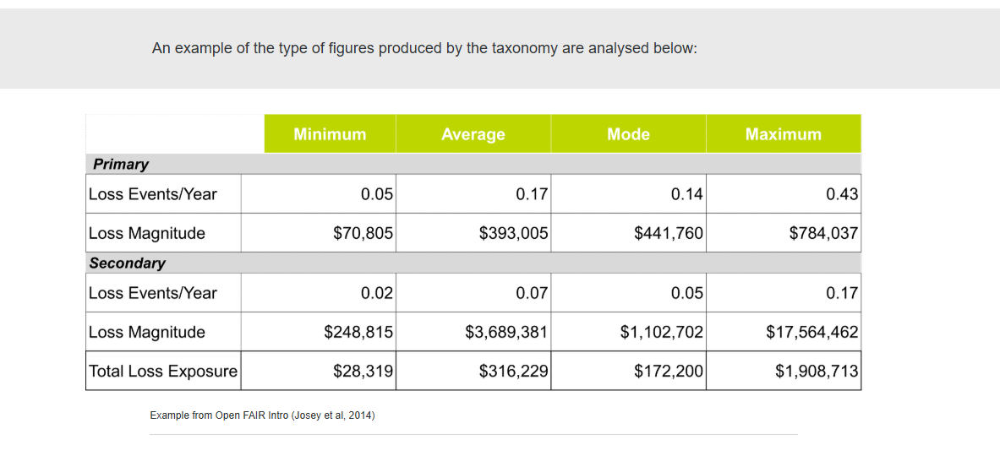 An example of the type of figures produced by the taxonomy are analysed below:
Minimum Average Mode Maximum
Primary
Loss Events/Year 0.05 0.17 0.14 0.43
Loss Magnitude $70,805 $393,005 $441,760 $784,037
Secondary
Loss Events/Year 0.02 0.07 0.05 0.17
Loss Magnitude $248,815 $3,689,381 $1,102,702 $17,564,462
Total Loss Exposure $28,319 $316,229 $172,200 $1,908,713
Example from Open FAIR Intro (Josey et al, 2014)